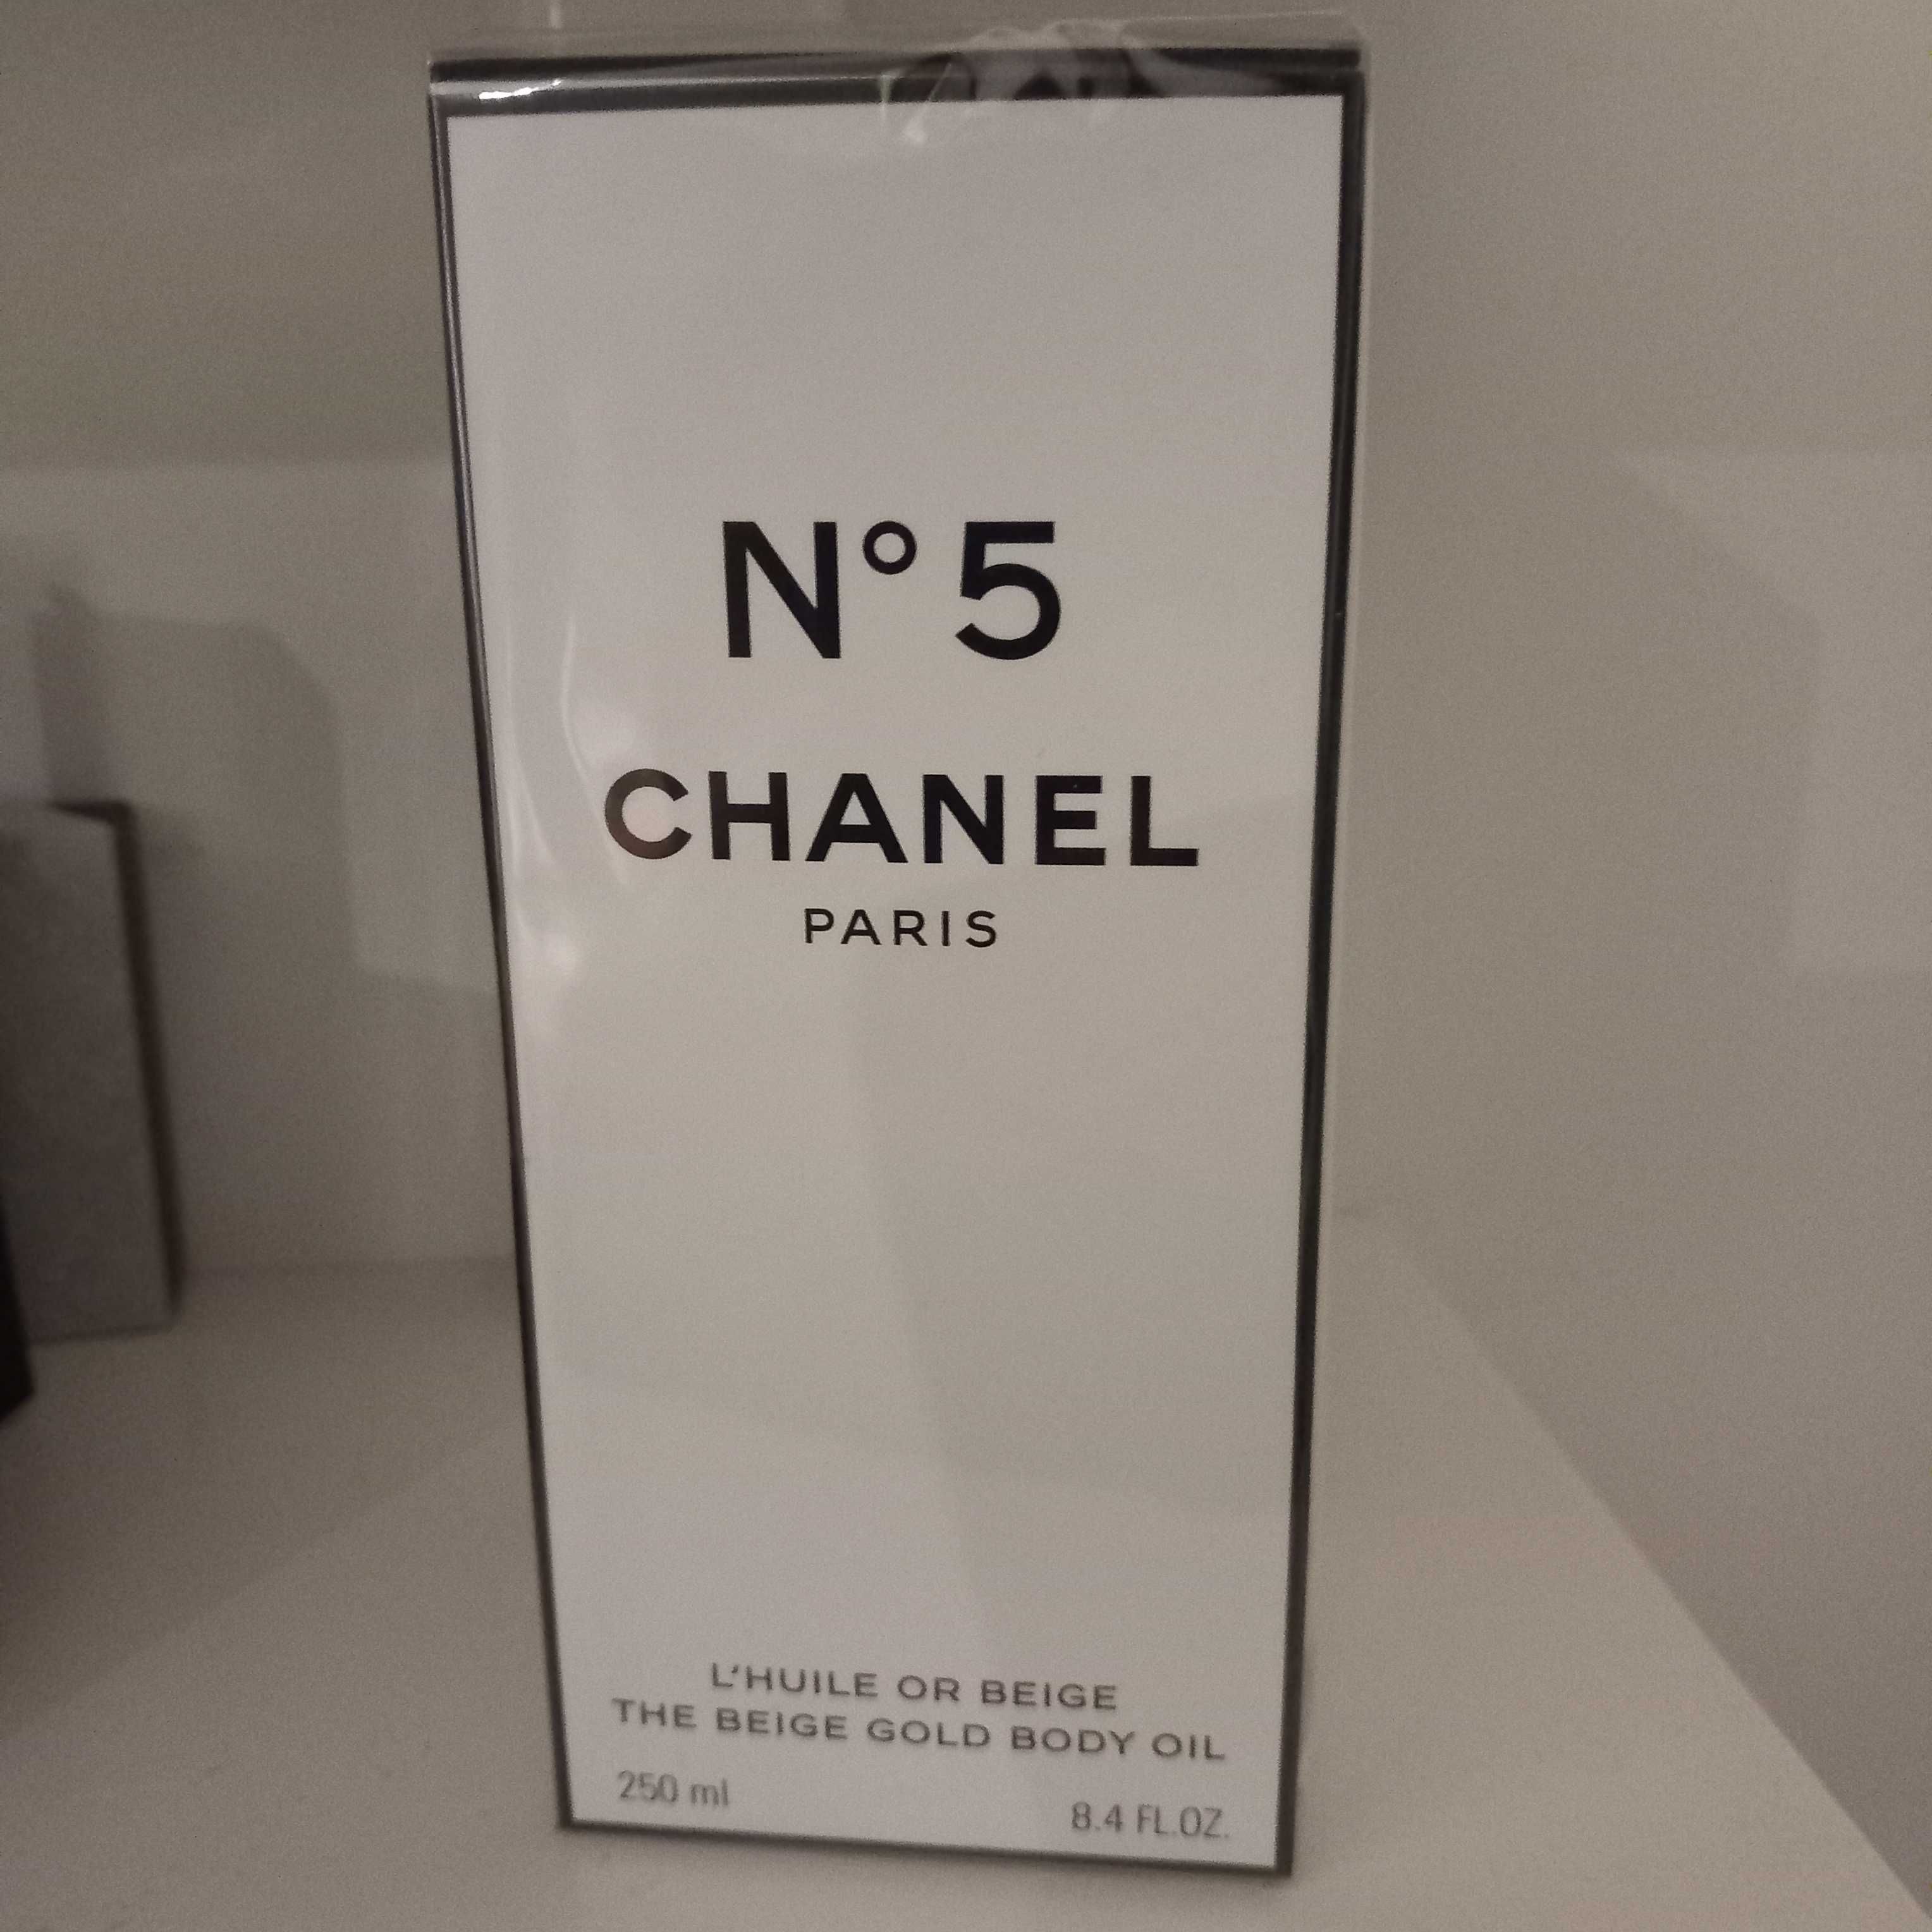 N°5
CHANEL
PARIS
L'HUILE OR BEIGE
THE BEIGE GOLD BODY OIL
250 ml
8.4 FL.OZ.